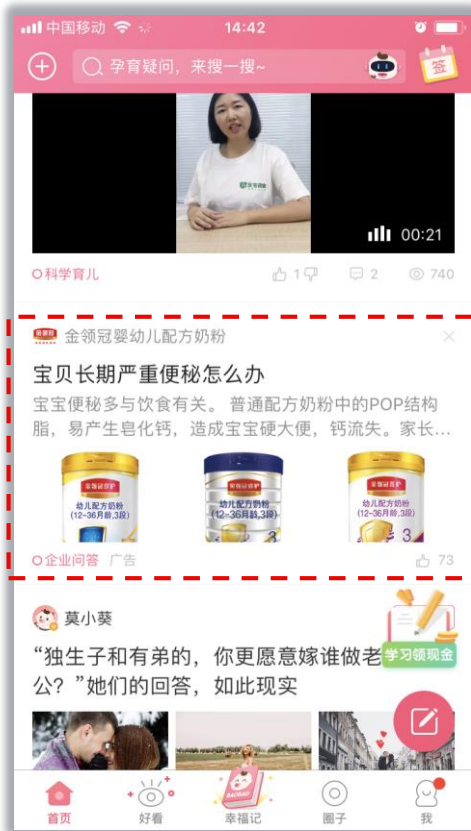 中国移动 14:42
孕育疑问，来搜一搜~
签
00:21
科学育儿 1 2 740
金领冠婴幼儿配方奶粉
宝贝长期严重便秘怎么办
宝宝便秘多与饮食有关。 普通配方奶粉中的POP结构
脂，易产生皂化钙，造成宝宝硬大便，钙流失。家长...
幼儿配方奶粉
(12-36月龄,3段)
幼儿配方奶粉
(12-36月龄,3段)
3
幼儿配方奶粉
(12-36月龄,3段)
3
企业问答 广告 73
莫小葵
“独生子和有弟的，你更愿意嫁谁做老
公？”她们的回答，如此现实
学习领现金
首页 好看 幸福记 圈子 我